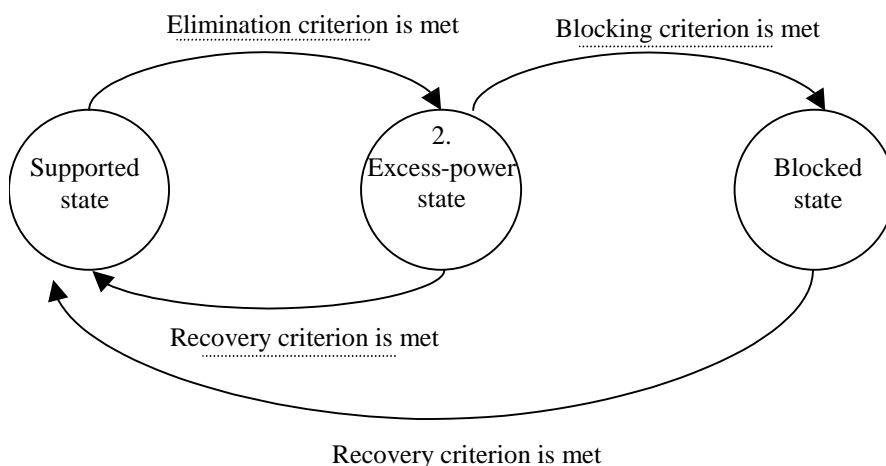 Elimination criterion is met
Blocking criterion is met
Supported
state
2.
Excess-power
state
Blocked
state
Recovery criterion is met
Recovery criterion is met